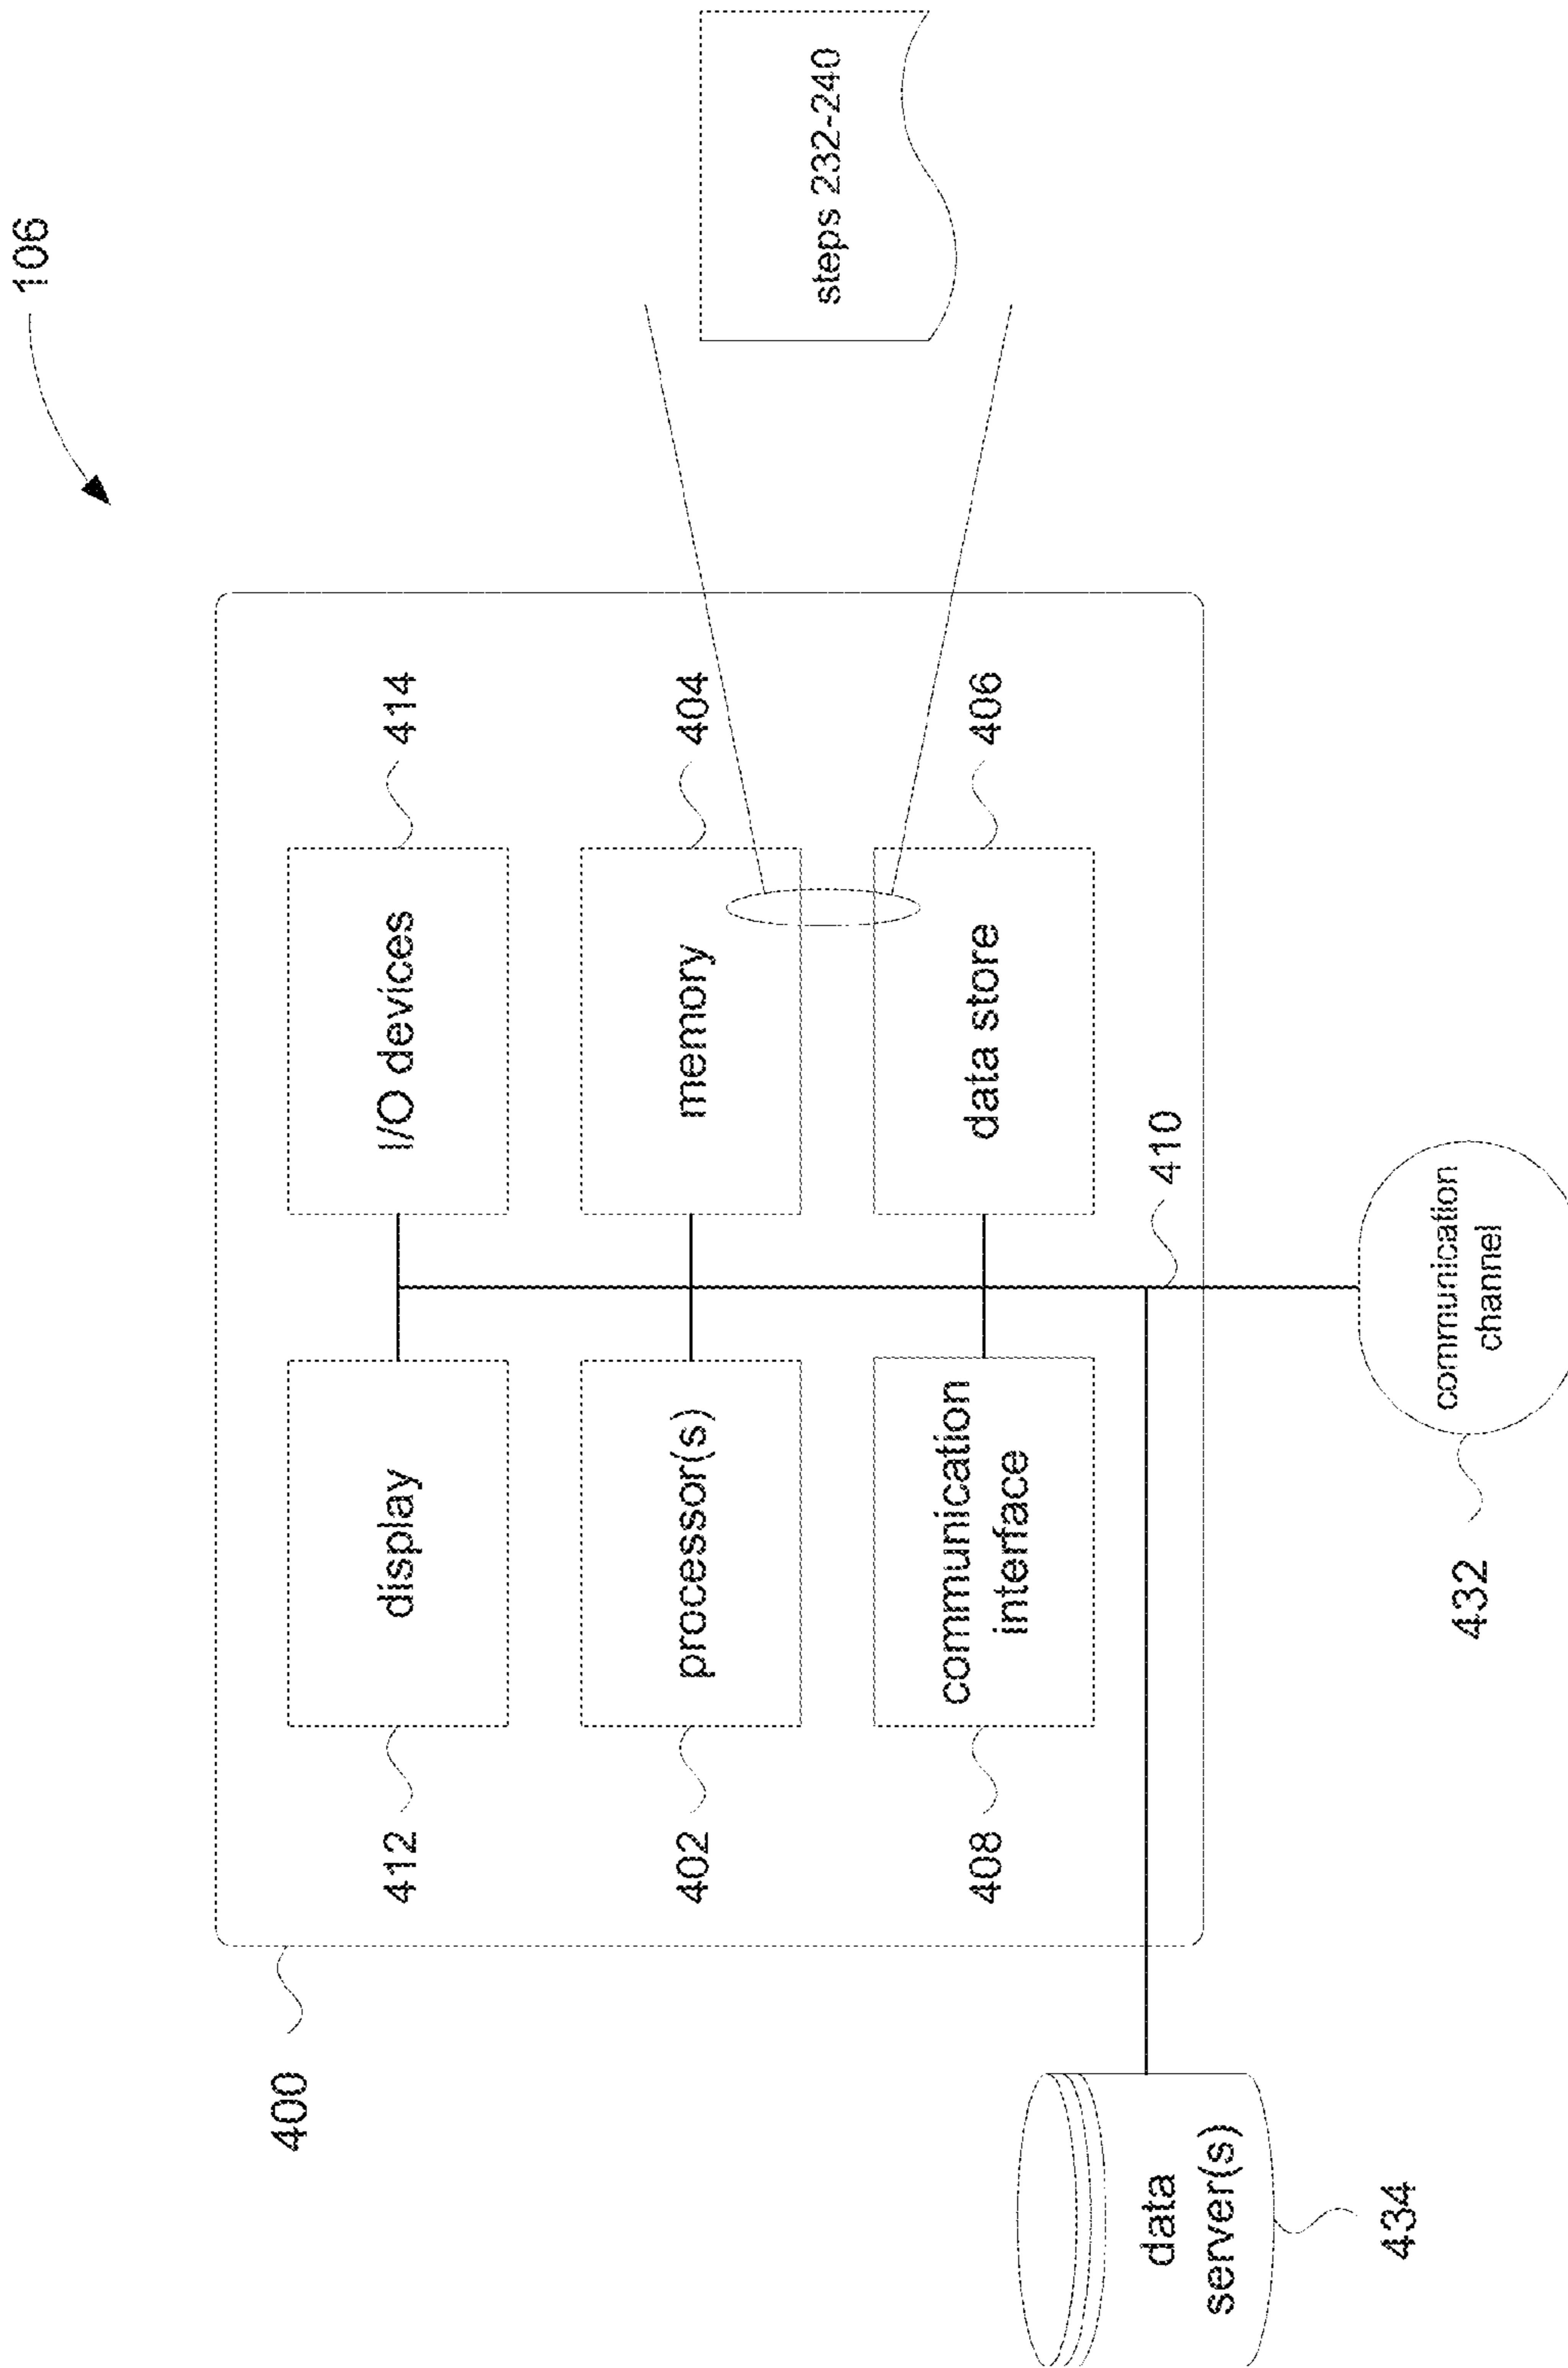 106
400
412
display
I/O devices
414
402
processor(s)
memory
404
steps 232-240
408
communication
interface
data store
406
410
data
server(s)
434
communication
channel
432